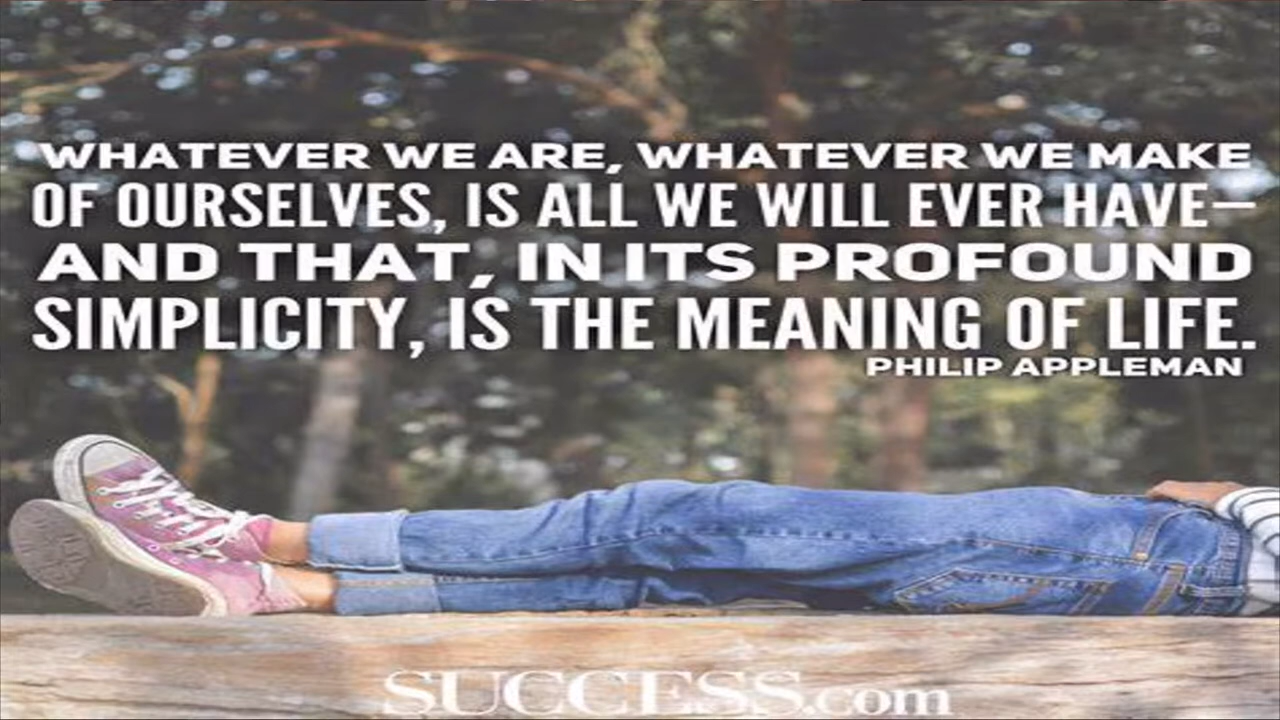 WHATEVER WE ARE, WHATEVER WE MAKE
OF OURSELVES, IS ALL WE WILL EVER HAVE—
AND THAT, IN ITS PROFOUND
SIMPLICITY, IS THE MEANING OF LIFE.
PHILIP APPLEMAN
SUCCESS.com